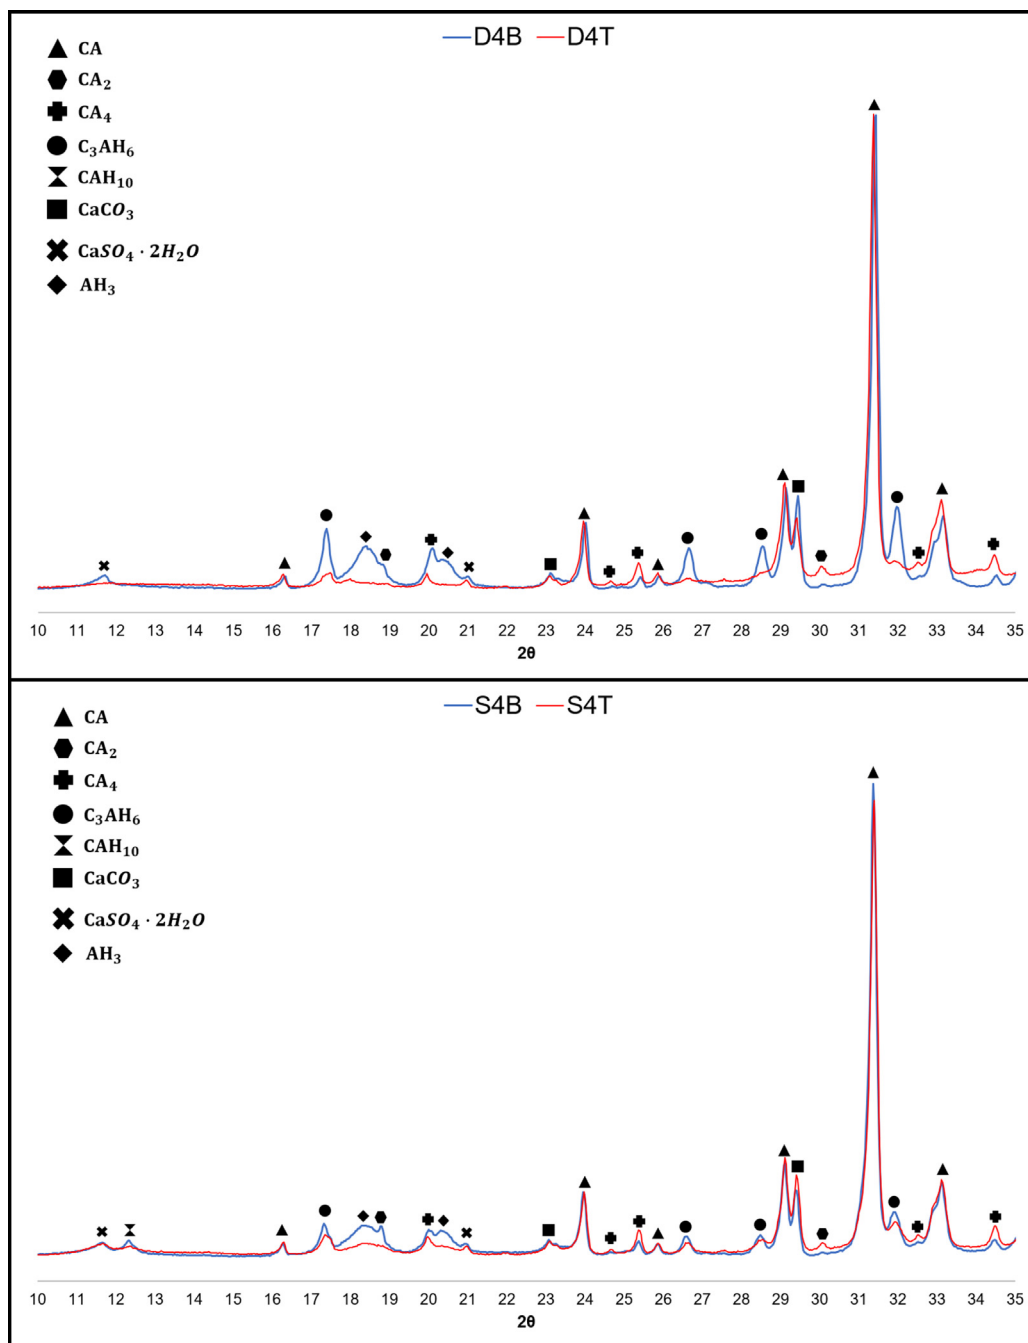 D4B D4T
CA
CA₂
CA₄
C₃AH₆
CAH₁₀
CaCO₃
CaSO₄ · 2H₂O
AH₃
10 11 12 13 14 15 16 17 18 19 20 21 22 23 24 25 26 27 28 29 30 31 32 33 34 35
2θ
S4B S4T
CA
CA₂
CA₄
C₃AH₆
CAH₁₀
CaCO₃
CaSO₄ · 2H₂O
AH₃
10 11 12 13 14 15 16 17 18 19 20 21 22 23 24 25 26 27 28 29 30 31 32 33 34 35
2θ